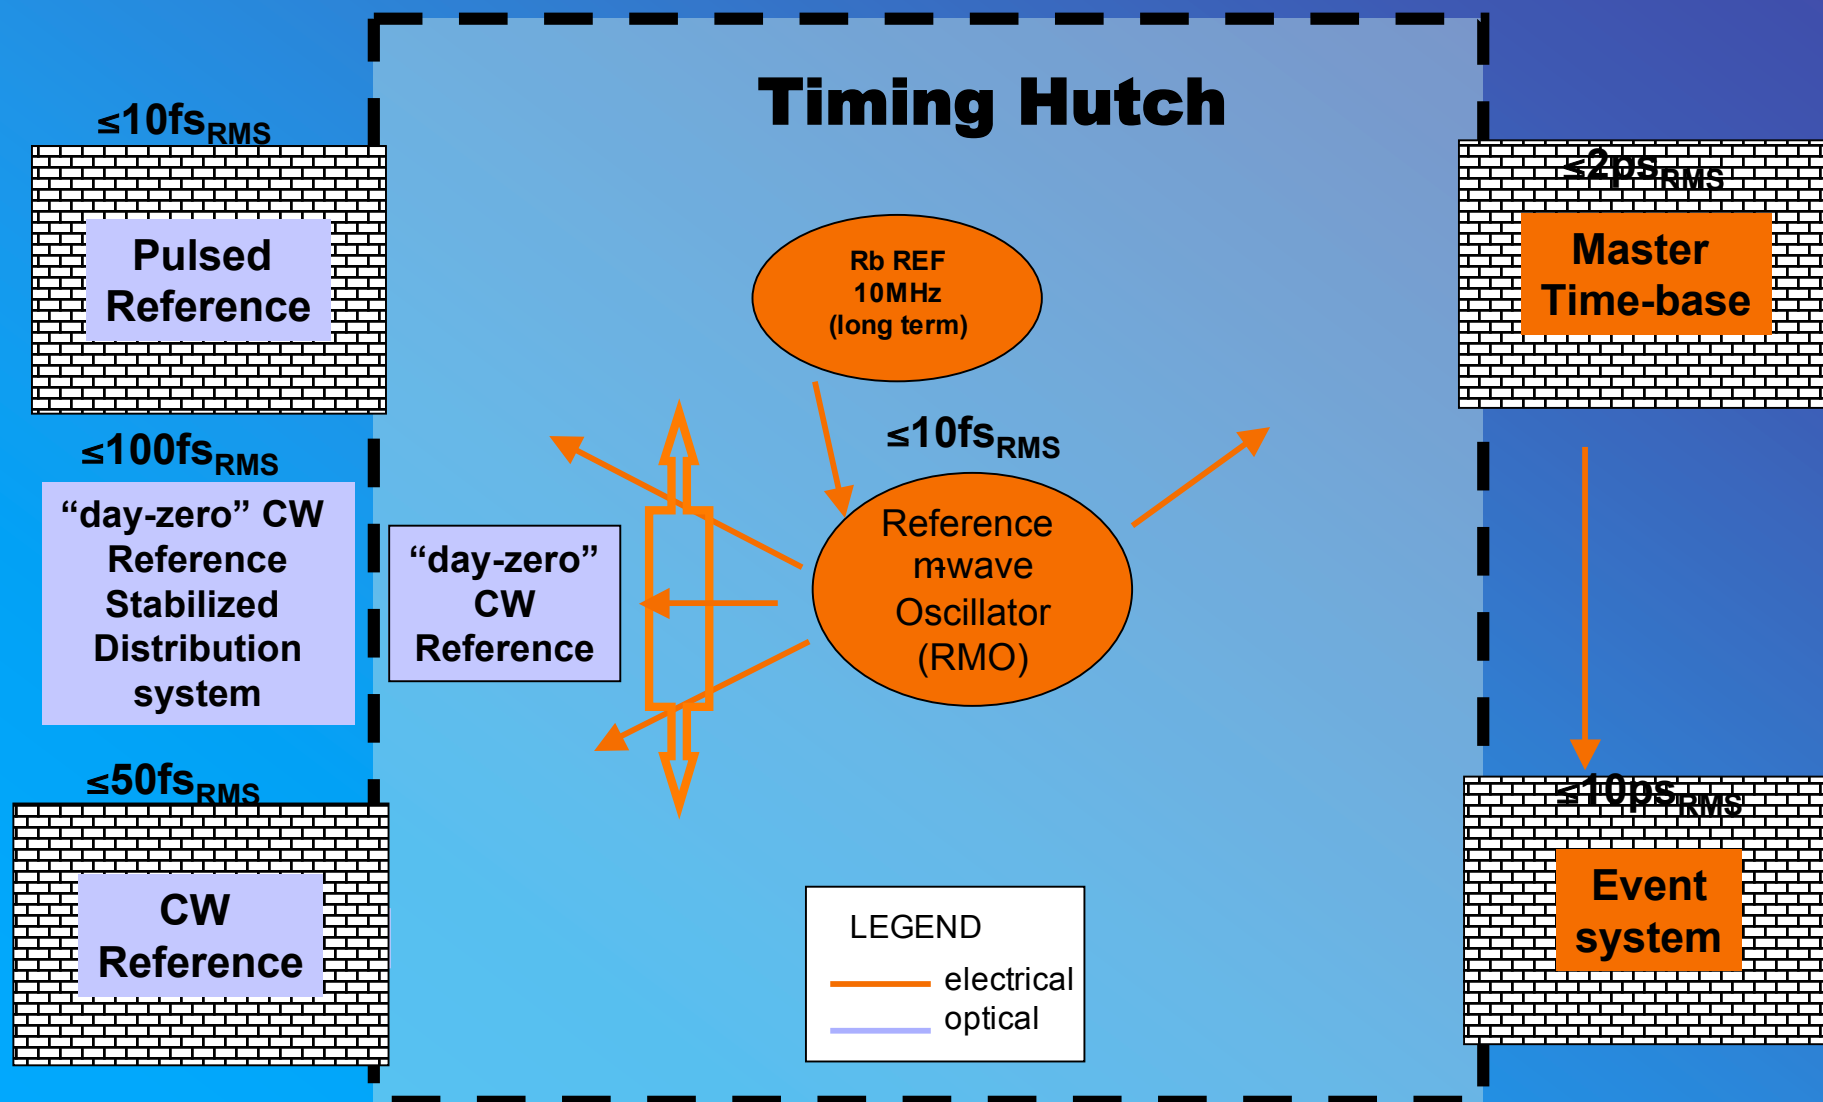 Timing Hutch
≤10fsRMS
Pulsed
Reference
≤100fsRMS
“day-zero” CW
Reference
Stabilized
Distribution
system
≤50fsRMS
CW
Reference
“day-zero”
CW
Reference
Rb REF
10MHz
(long term)
≤10fsRMS
Reference
m-wave
Oscillator
(RMO)
LEGEND
electrical
optical
≤2psRMS
Master
Time-base
≤10psRMS
Event
system